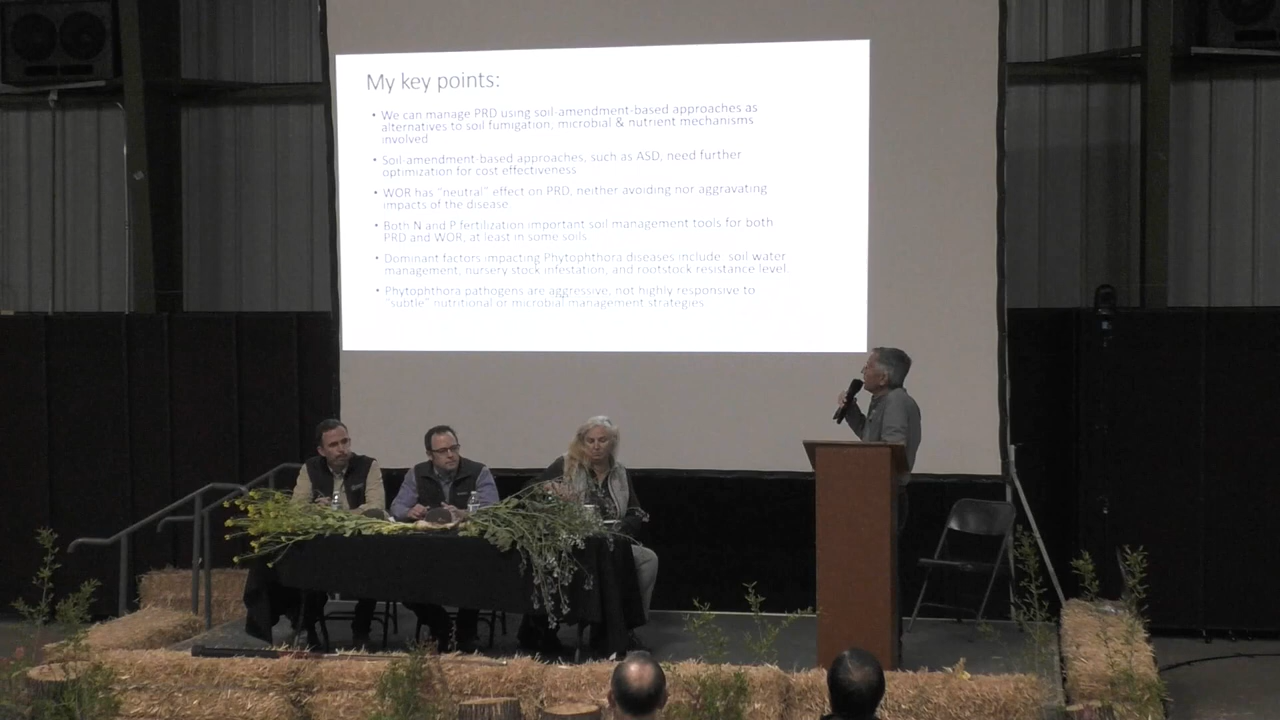 My key points:
• We can manage PRD using soil-amendment-based approaches as
alternatives to soil fumigation; microbial & nutrient mechanisms
involved
• Soil-amendment-based approaches, such as ASD, need further
optimization for cost effectiveness
• WOR has "neutral" effect on PRD, neither avoiding nor aggravating
impacts of the disease.
• Both N and P fertilization important soil management tools for both
PRD and WOR, at least in some soils
• Dominant factors impacting Phytophthora diseases include: soil water
management, nursery stock infestation, and rootstock resistance level.
• Phytophthora pathogens are aggressive, not highly responsive to
"subtle" nutritional or microbial management strategies